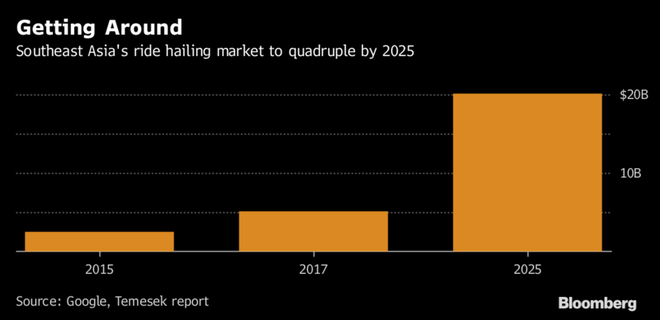 Getting Around
Southeast Asia's ride hailing market to quadruple by 2025
$20B
10B
2015 2017 2025
Source: Google, Temesek report
Bloomberg